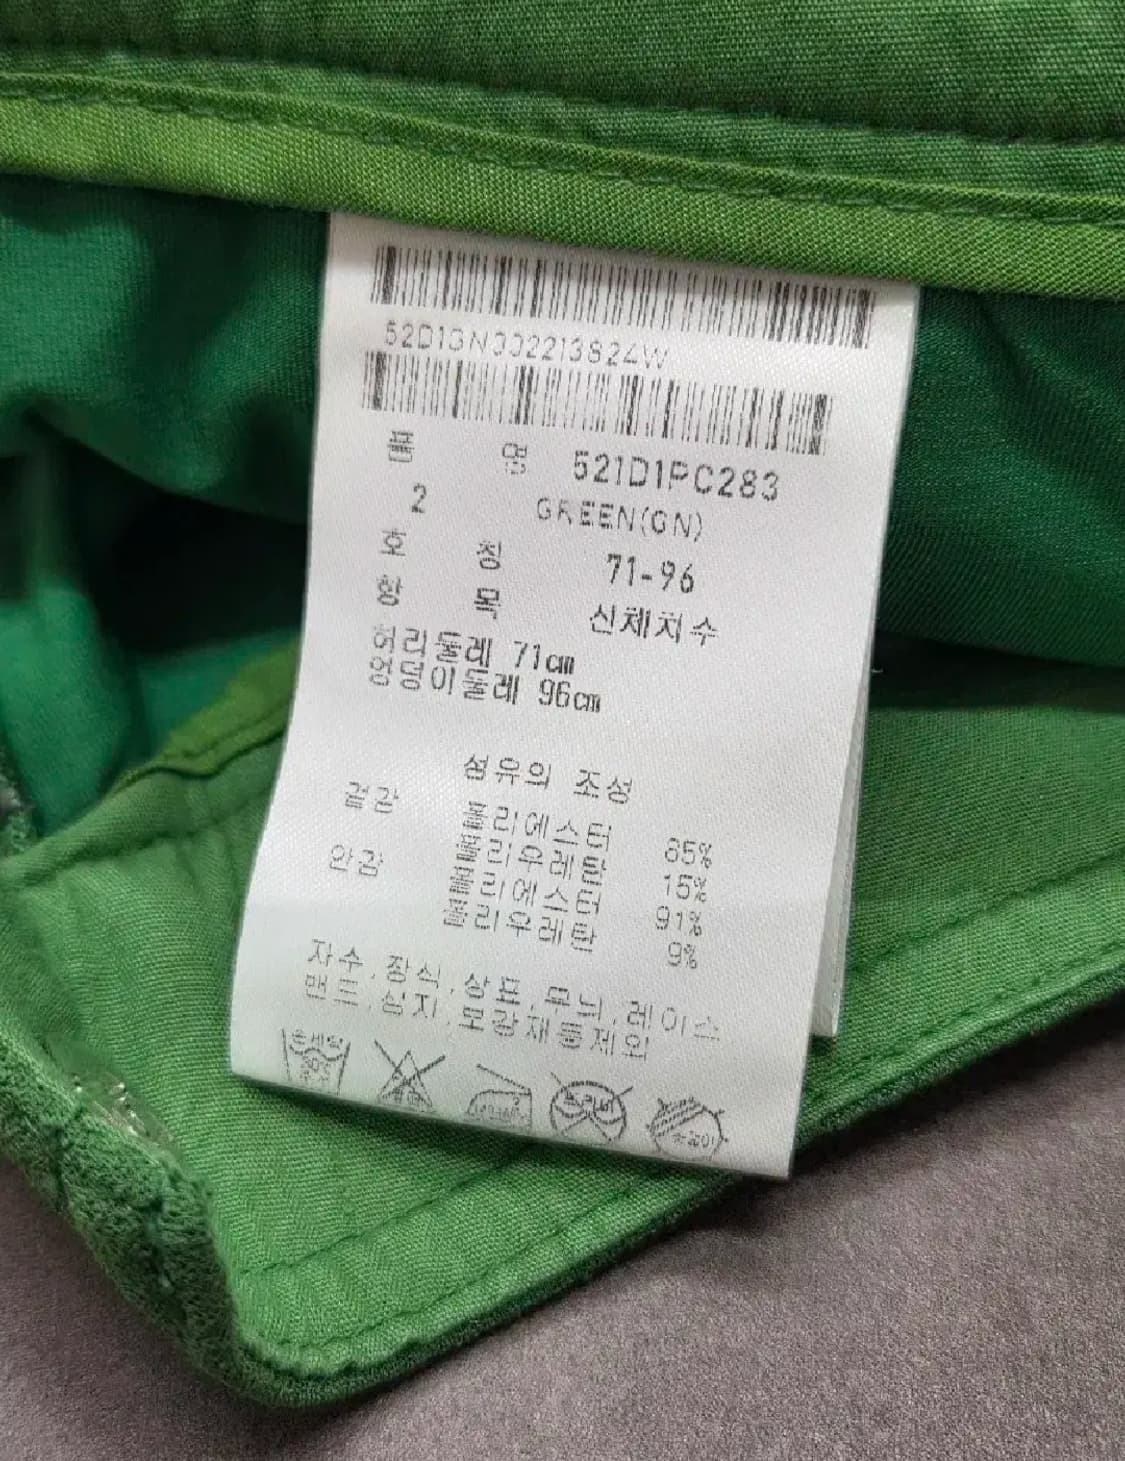 품 명 521D1PC283
2 GREEN(GN)
호 칭 71-96
항 목 신체치수
허리둘레 71cm
엉덩이둘레 96cm
섬유의 조성
겉감 폴리에스터 85%
폴리우레탄 15%
안감 폴리에스터 91%
폴리우레탄 9%
자수,장식,상표,무늬,레이스
밴드,심지,모강재등제외